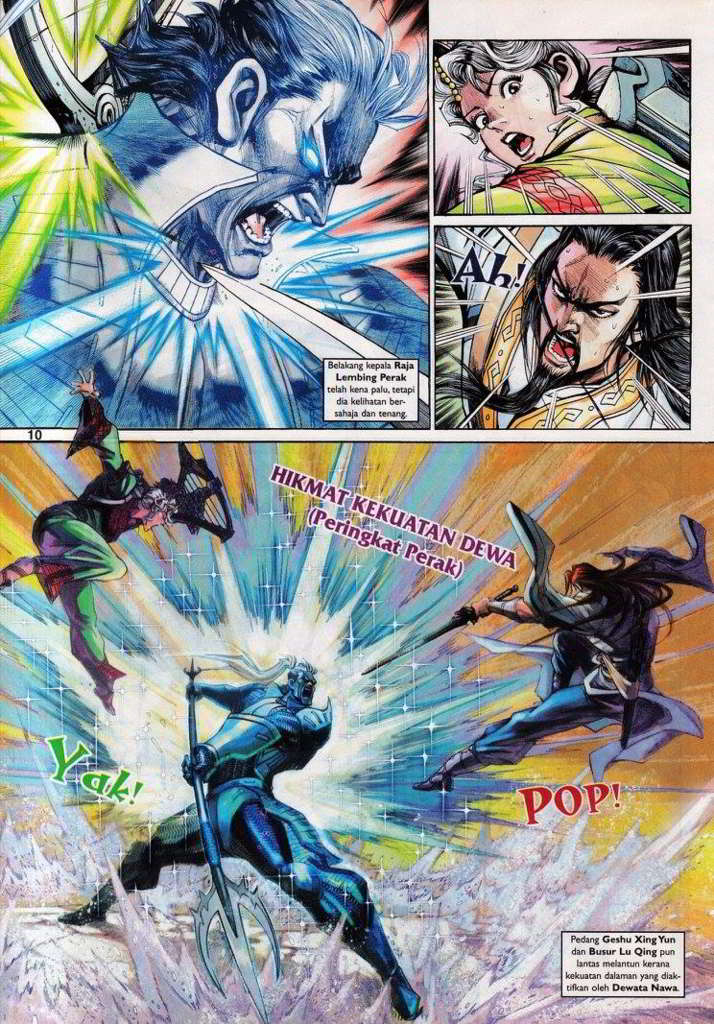 Belakang kepala Raja
Lembing Perak
telah kena palu, tetapi
dia kelihatan ber-
sahaja dan tenang.
Ah!
10
HIKMAT KEKUATAN DEWA
(Peringkat Perak)
Yak!
POP!
Pedang Geshu Xing Yun
dan Busur Lu Qing pun
lantas melantun kerana
kekuatan dalaman yang diak-
tifkan oleh Dewata Nawa.